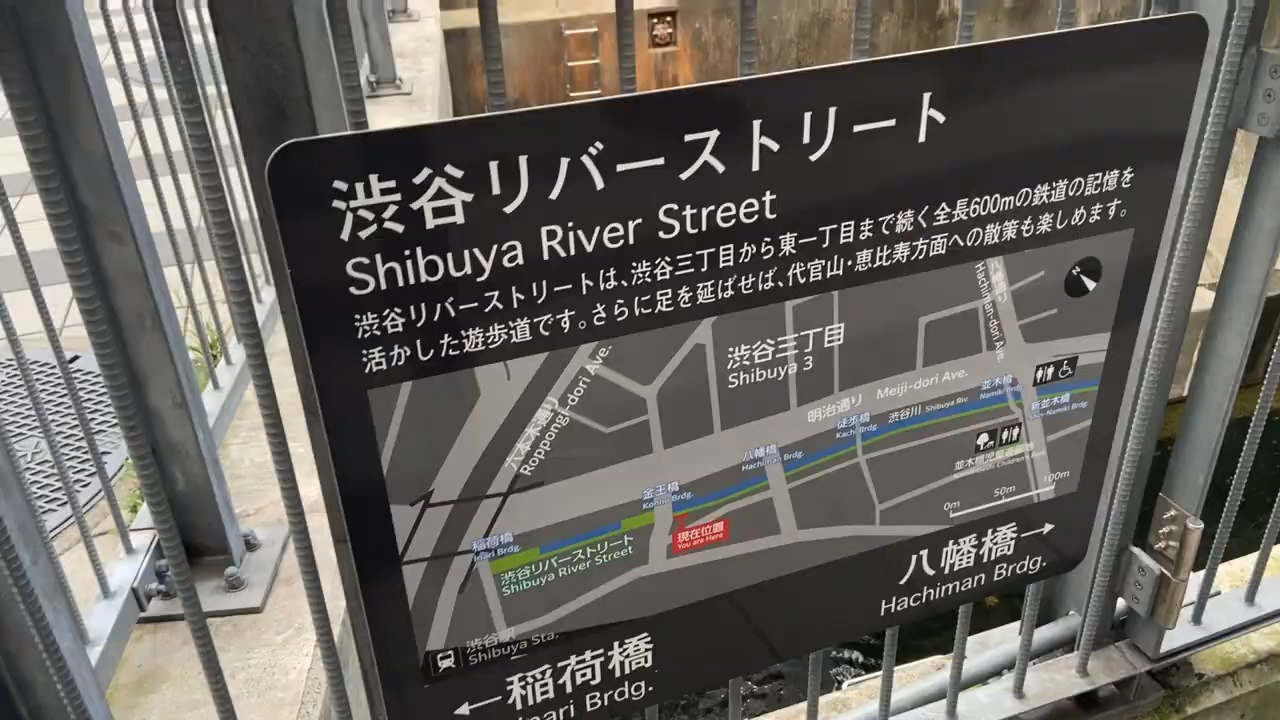 渋谷リバーストリート
Shibuya River Street
渋谷リバーストリートは、渋谷三丁目から東一丁目まで続く全長600mの鉄道の記憶を
活かした遊歩道です。さらに足を延ばせば、代官山・恵比寿方面への散策も楽しめます。
八幡通り
Hachiman-dori Ave.
N
六本木通り
Roppongi-dori Ave.
渋谷三丁目
Shibuya 3
明治通り Meiji-dori Ave.
並木橋
Namiki Brdg.
新並木橋
Shin-Namiki Brdg.
徒歩橋
Kachi Brdg.
渋谷川 Shibuya Riv.
八幡橋
Hachiman Brdg.
金王橋
Konno Brdg.
現在位置
You are Here
稲荷橋
Inari Brdg.
渋谷リバーストリート
Shibuya River Street
0m 50m 100m
渋谷駅
Shibuya Sta.
八幡橋→
Hachiman Brdg.
←稲荷橋
Inari Brdg.